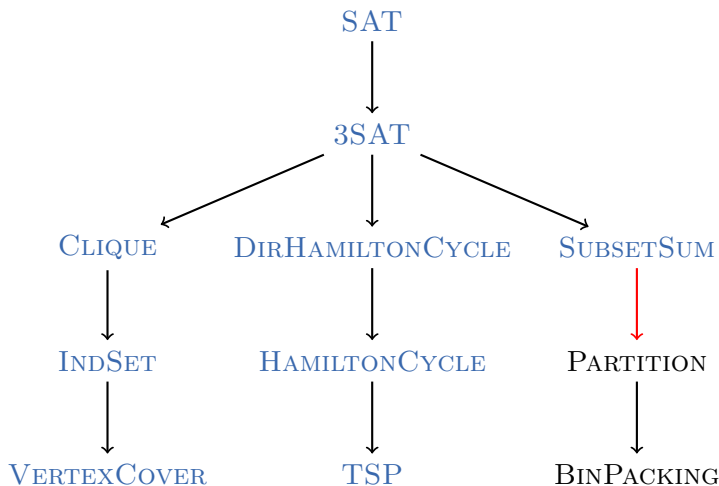 SAT
3SAT
CLIQUE DIRHAMILTONCYCLE SUBSETSUM
INDSET HAMILTONCYCLE PARTITION
VERTEXCOVER TSP BINPACKING